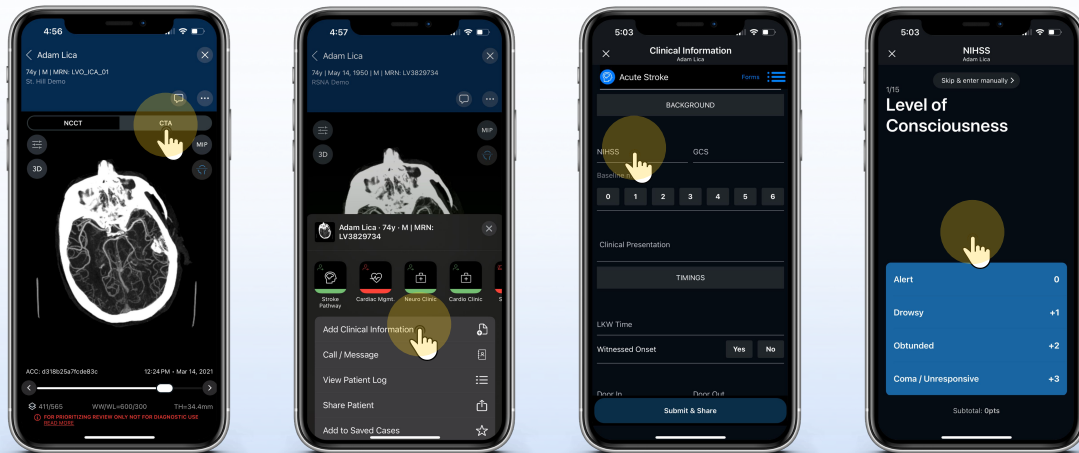 4:56
Adam Lica
74y | M | MRN: LVO_ICA_01
St. Hill Demo
NCCT
CTA
MIP
3D
ACC: d318b25a7fcde83c
12:24 PM • Mar 14, 2021
411/565
WW/WL=600/300
TH=34.4mm
FOR PRIORITIZING REVIEW ONLY NOT FOR DIAGNOSTIC USE
READ MORE
4:57
Adam Lica
74y | May 14, 1950 | M | MRN: LV3829734
RSNA Demo
MIP
3D
Adam Lica · 74y · M | MRN:
LV3829734
Stroke
Pathway
Cardiac Mgmt.
Neuro Clinic
Cardio Clinic
S
Add Clinical Information
Call / Message
View Patient Log
Share Patient
Add to Saved Cases
5:03
Clinical Information
Adam Lica
Acute Stroke
Forms
BACKGROUND
NIHSS
GCS
Baseline
0 1 2 3 4 5 6
Clinical Presentation
TIMINGS
LKW Time
Witnessed Onset
Yes
No
Door In
Door Out
Submit & Share
5:03
NIHSS
Adam Lica
Skip & enter manually >
1/15
Level of
Consciousness
Alert 0
Drowsy +1
Obtunded +2
Coma / Unresponsive +3
Subtotal: 0pts